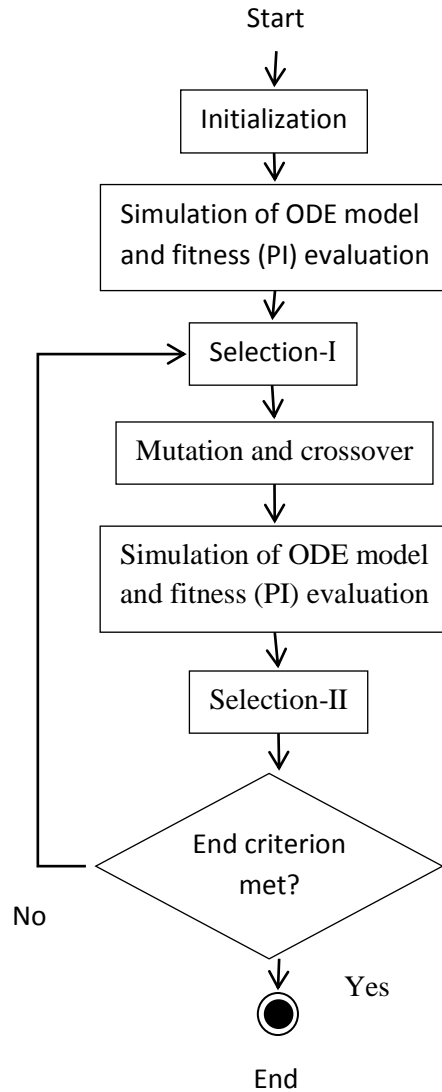 Start
Initialization
Simulation of ODE model
and fitness (PI) evaluation
Selection-I
Mutation and crossover
Simulation of ODE model
and fitness (PI) evaluation
Selection-II
End criterion
met?
No
Yes
End